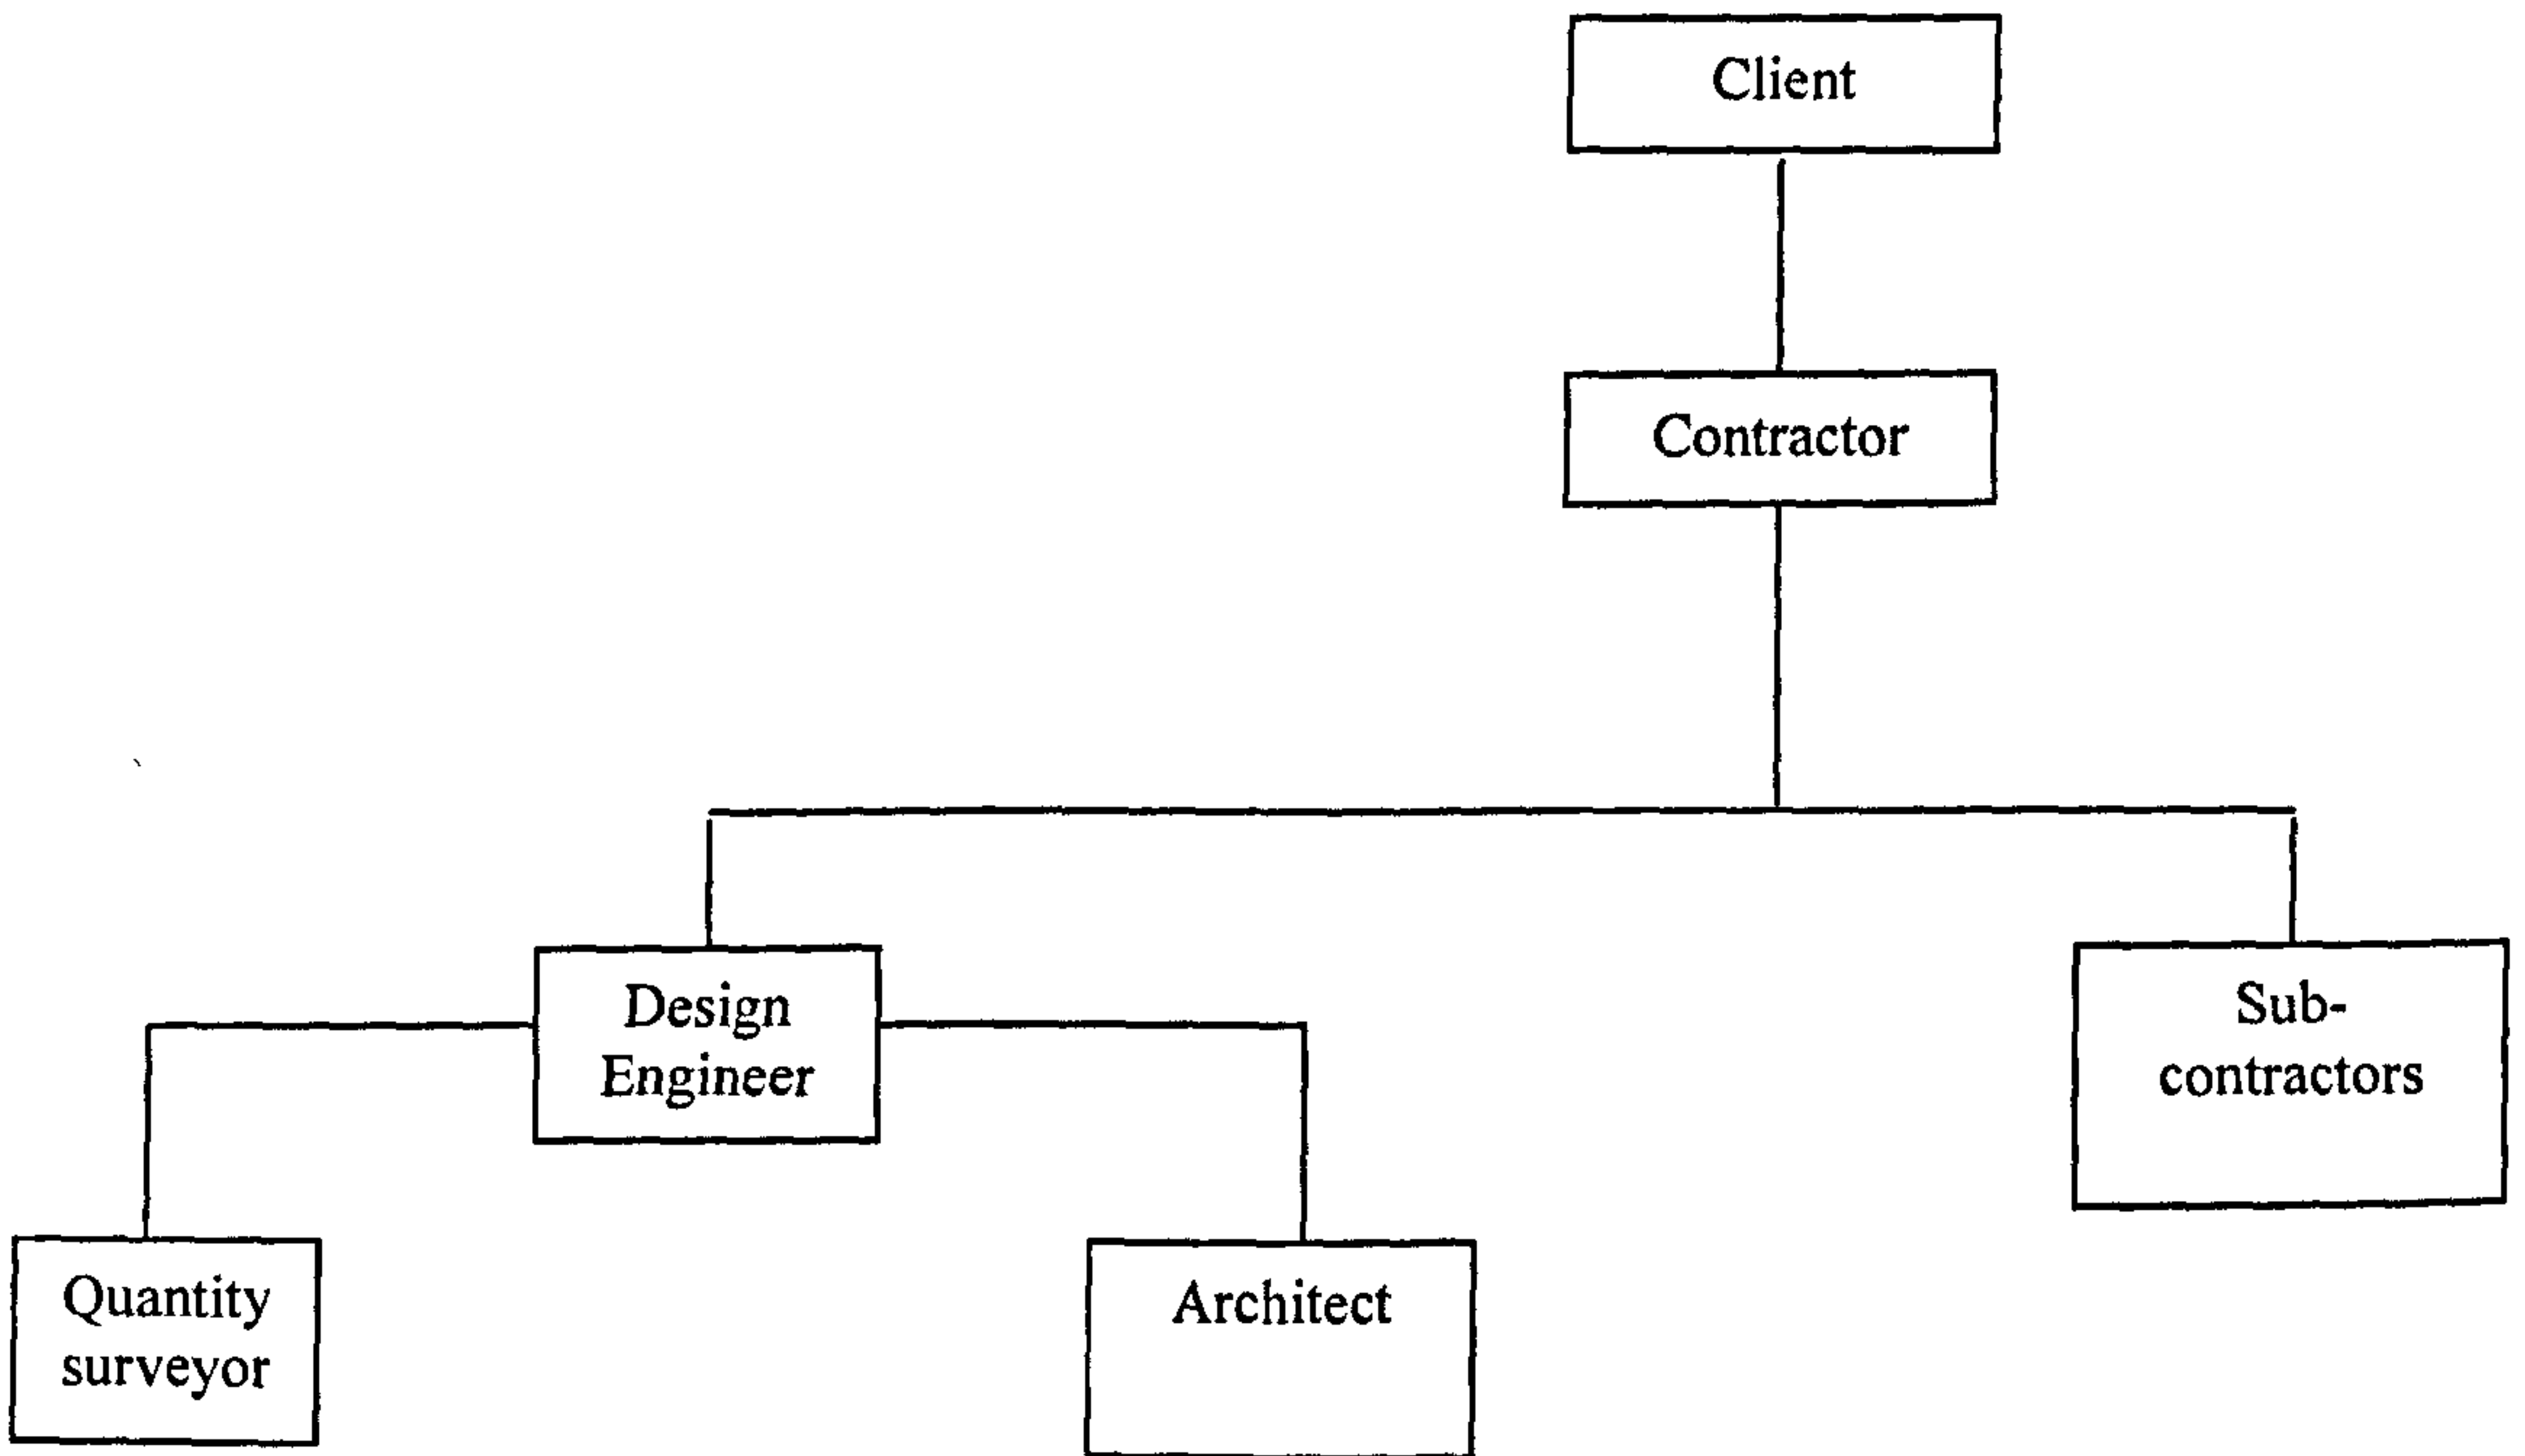 Client
Contractor
Design
Engineer
Sub-
contractors
Quantity
surveyor
Architect